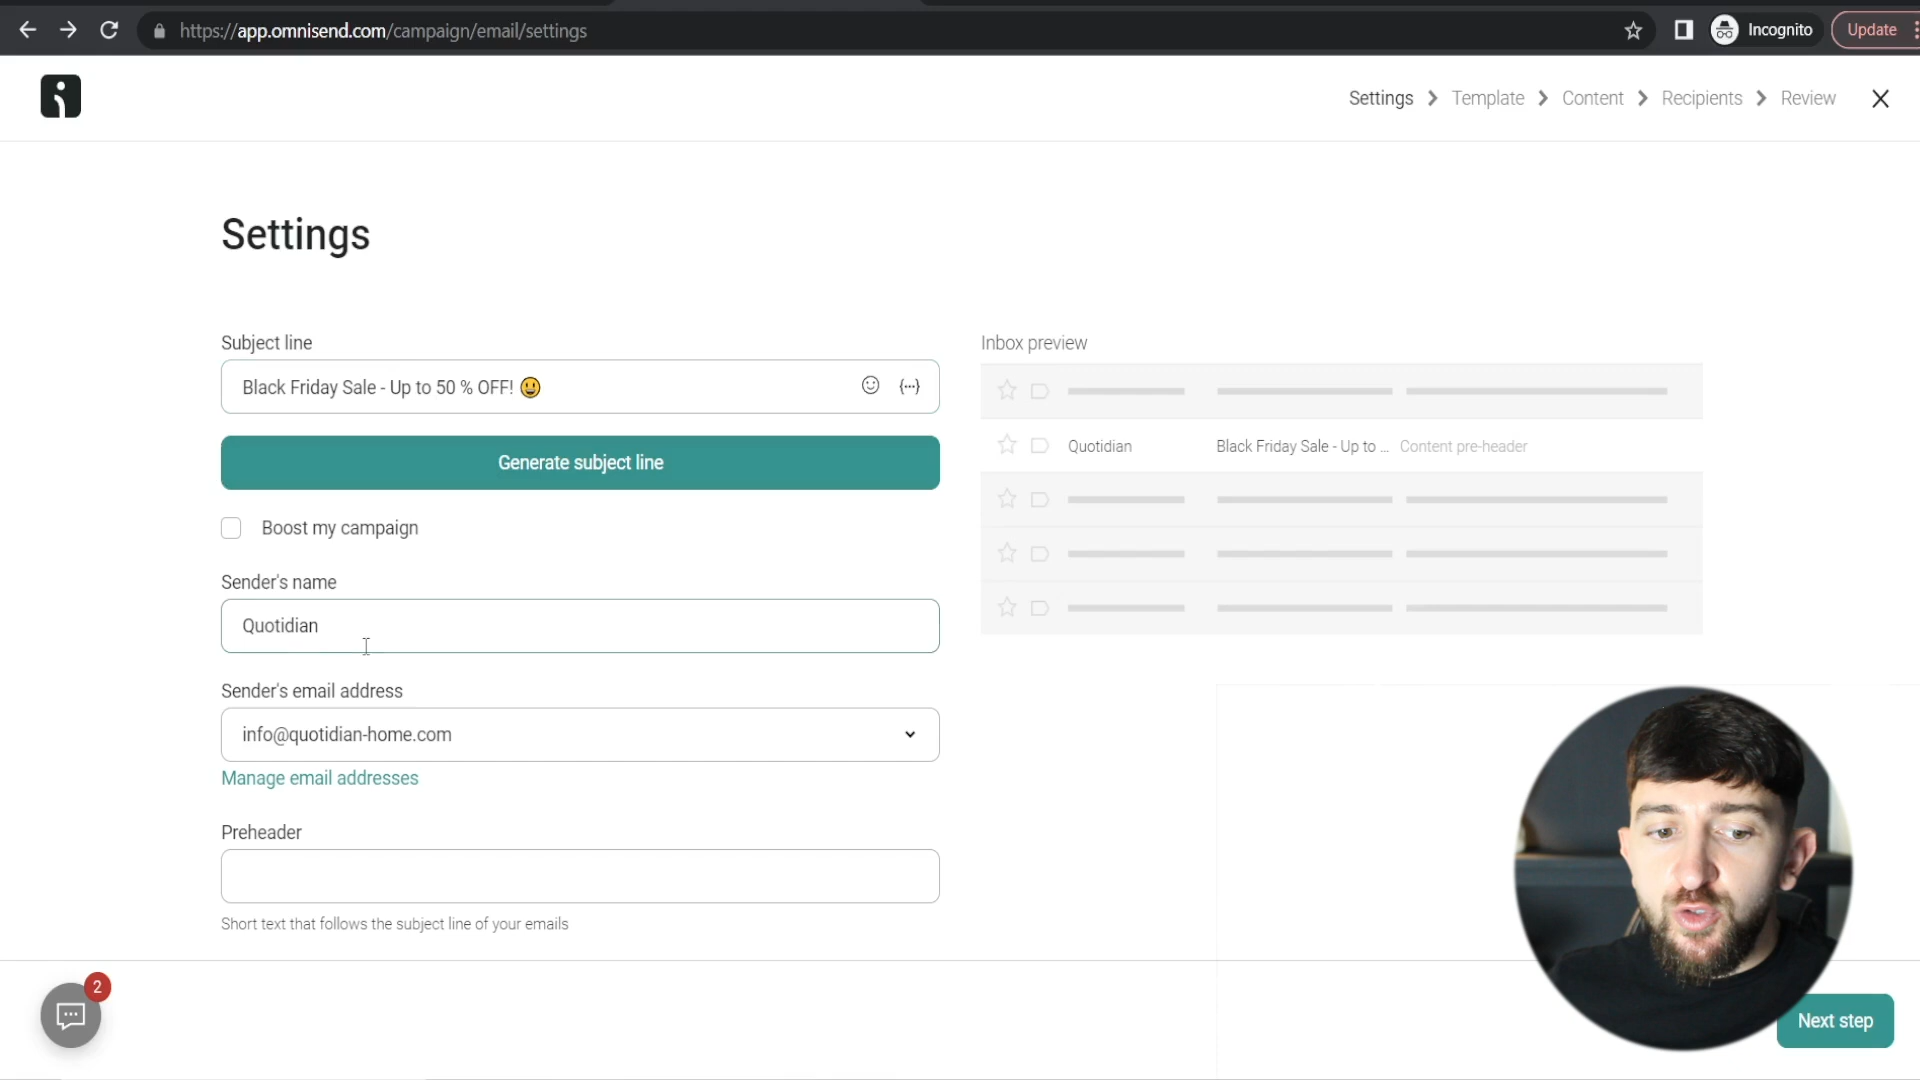 https://app.omnisend.com/campaign/email/settings
Incognito
Update
Settings
Template
Content
Recipients
Review
Settings
Subject line
Black Friday Sale - Up to 50 % OFF! 😃
{...}
Generate subject line
Boost my campaign
Sender's name
Quotidian
Sender's email address
info@quotidian-home.com
Manage email addresses
Preheader
Short text that follows the subject line of your emails
Inbox preview
Quotidian
Black Friday Sale - Up to ...
Content pre-header
2
Next step